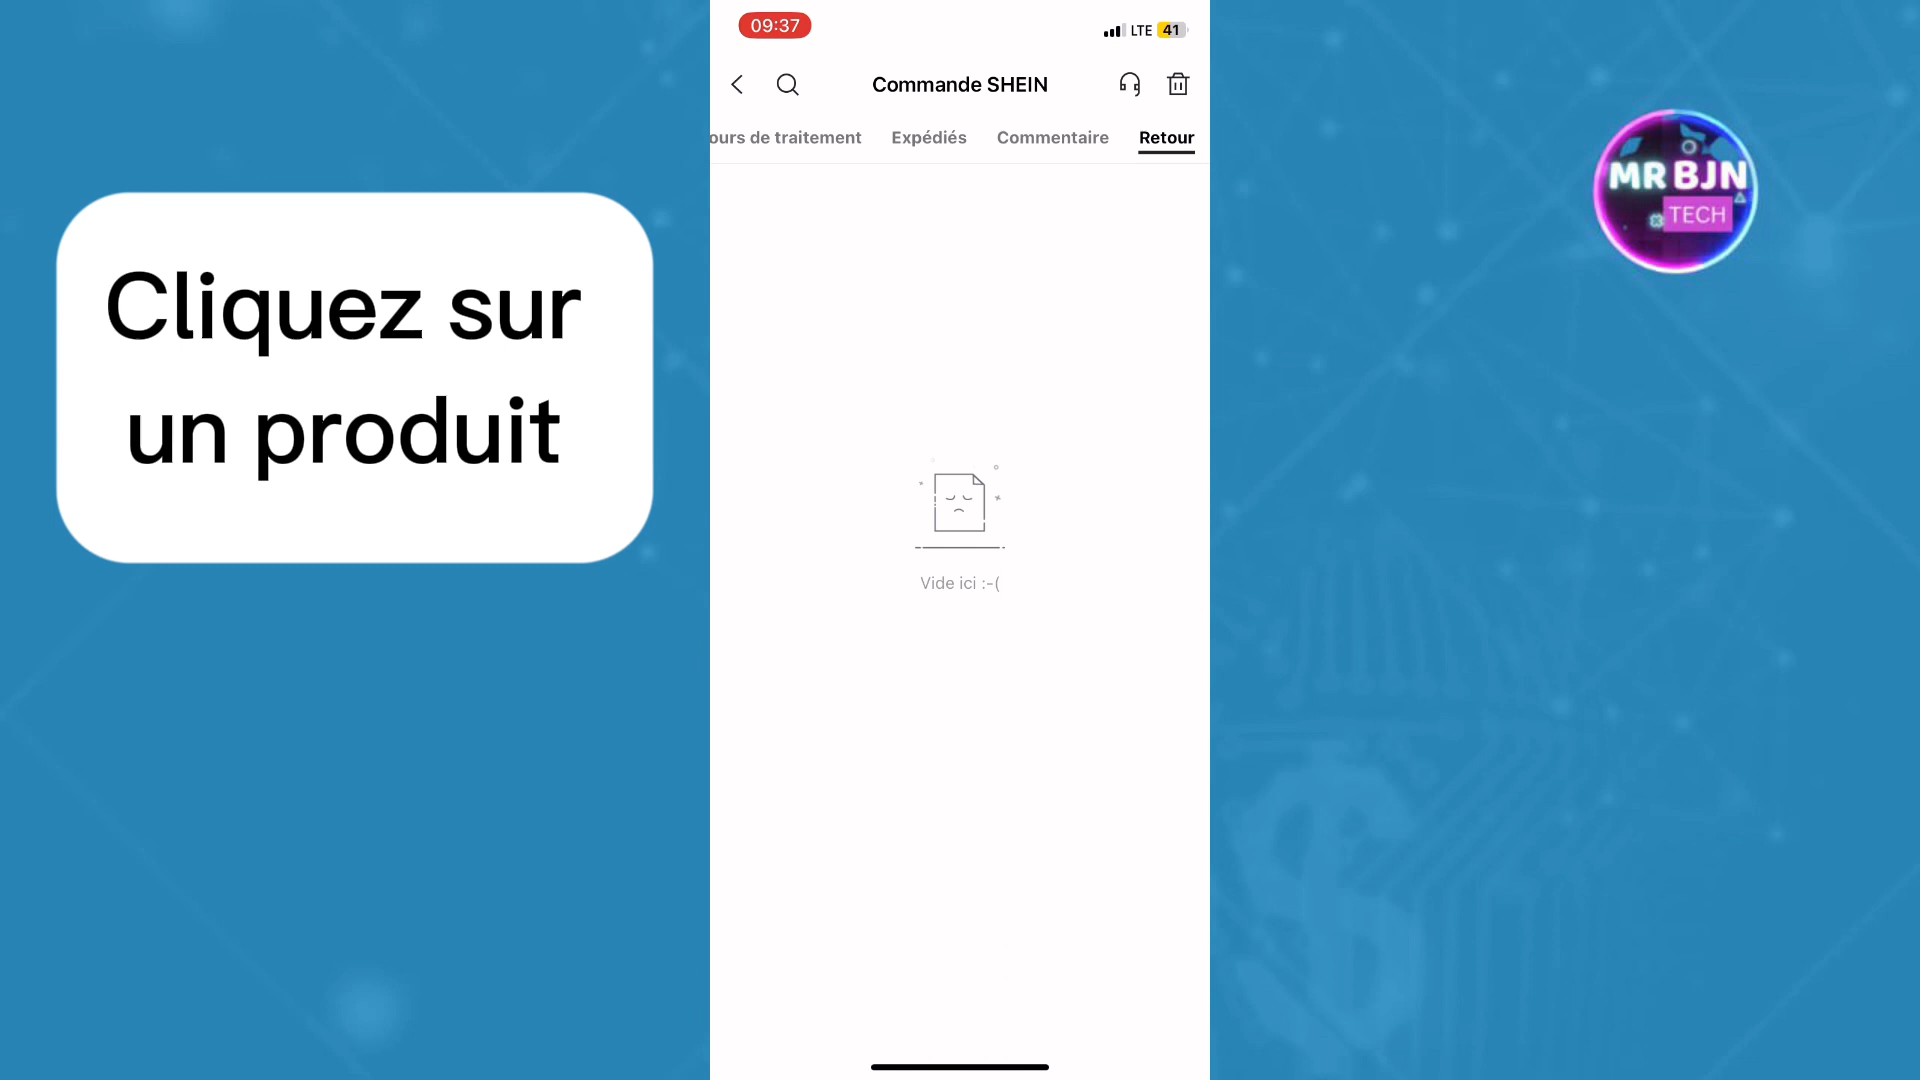 09:37
LTE 41
Commande SHEIN
ours de traitement Expédiés Commentaire Retour
Cliquez sur
un produit
MR BJN
TECH
Vide ici :-(